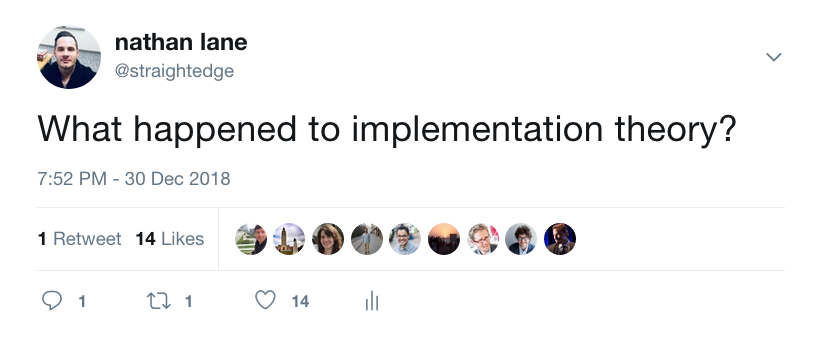 nathan lane
@straightedge
What happened to implementation theory?
7:52 PM - 30 Dec 2018
1 Retweet 14 Likes
1 1 14